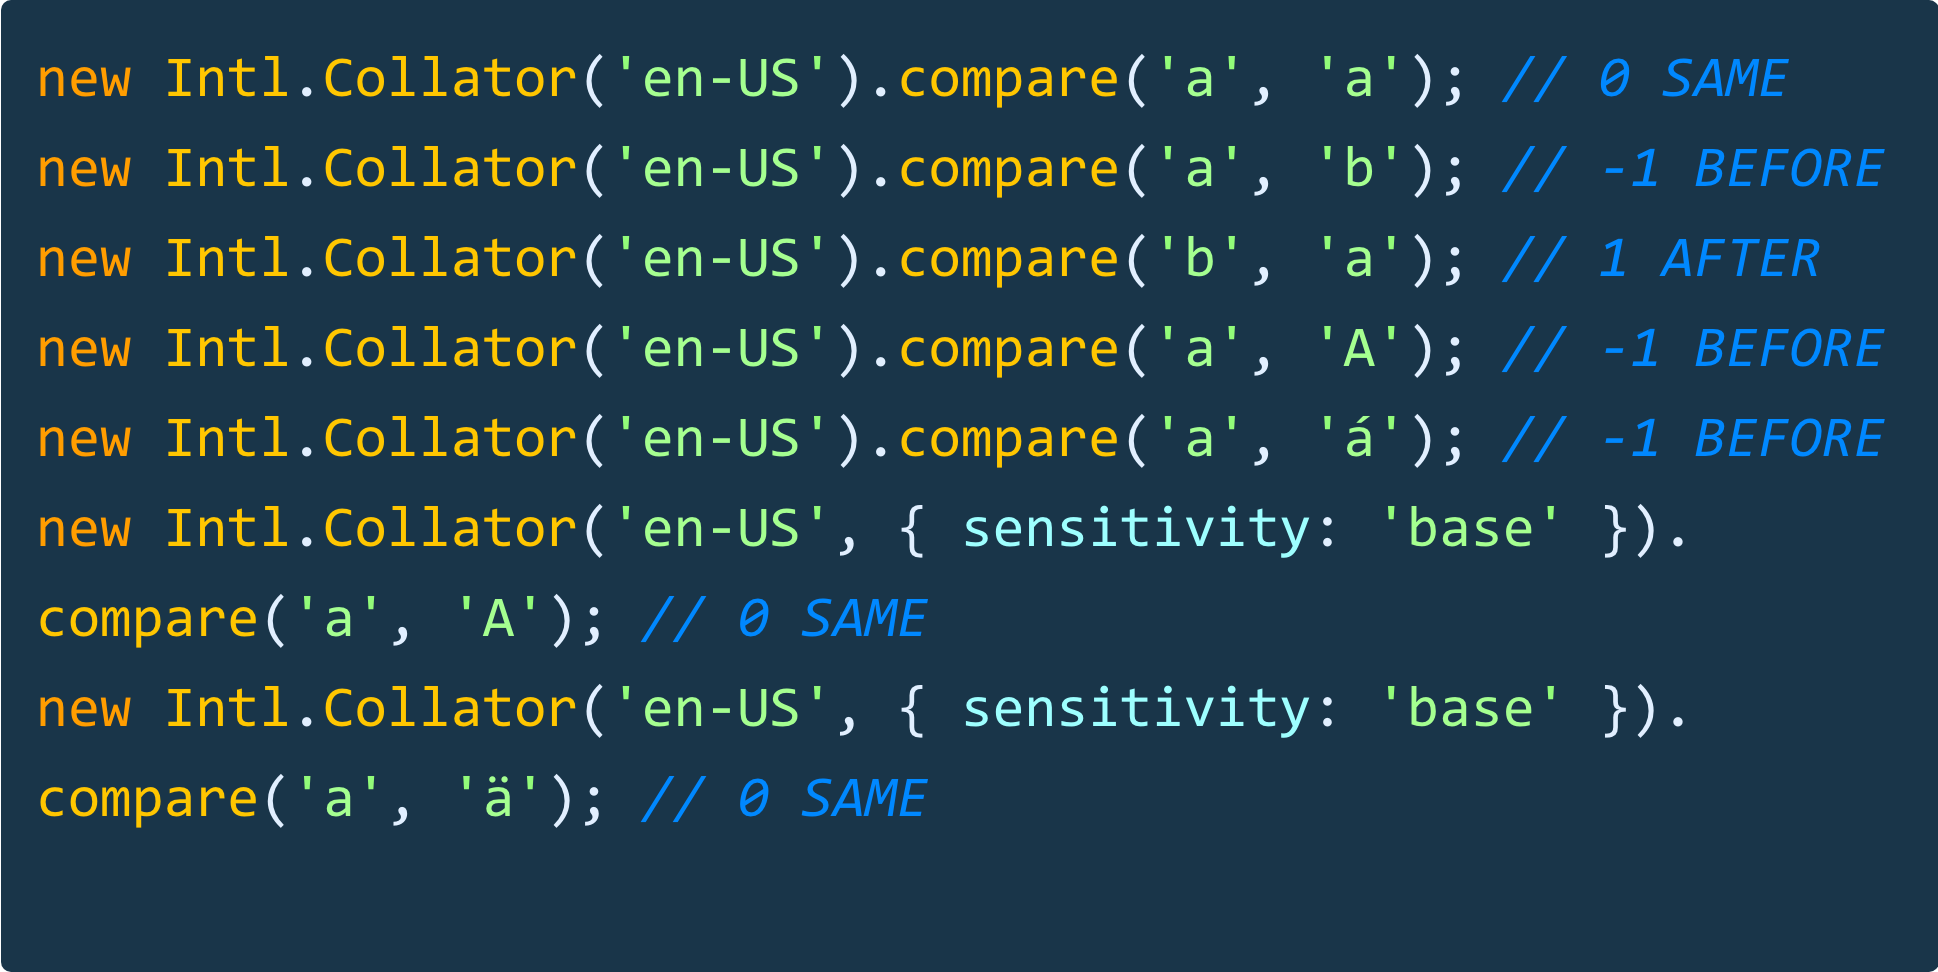 new Intl.Collator('en-US').compare('a', 'a'); // 0 SAME
new Intl.Collator('en-US').compare('a', 'b'); // -1 BEFORE
new Intl.Collator('en-US').compare('b', 'a'); // 1 AFTER
new Intl.Collator('en-US').compare('a', 'A'); // -1 BEFORE
new Intl.Collator('en-US').compare('a', 'á'); // -1 BEFORE
new Intl.Collator('en-US', { sensitivity: 'base' }).
compare('a', 'A'); // 0 SAME
new Intl.Collator('en-US', { sensitivity: 'base' }).
compare('a', 'ä'); // 0 SAME